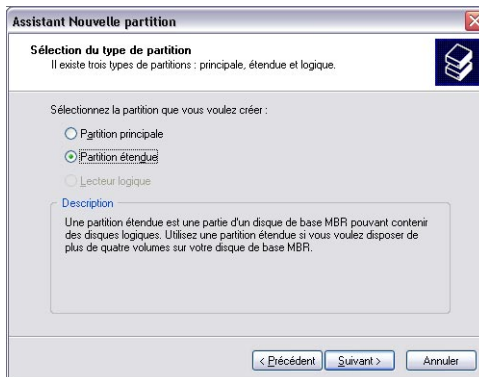 Assistant Nouvelle partition
Sélection du type de partition
Il existe trois types de partitions : principale, étendue et logique.
Sélectionnez la partition que vous voulez créer :
Partition principale
Partition étendue
Lecteur logique
Description
Une partition étendue est une partie d'un disque de base MBR pouvant contenir
des disques logiques. Utilisez une partition étendue si vous voulez disposer de
plus de quatre volumes sur votre disque de base MBR.
< Précédent Suivant > Annuler